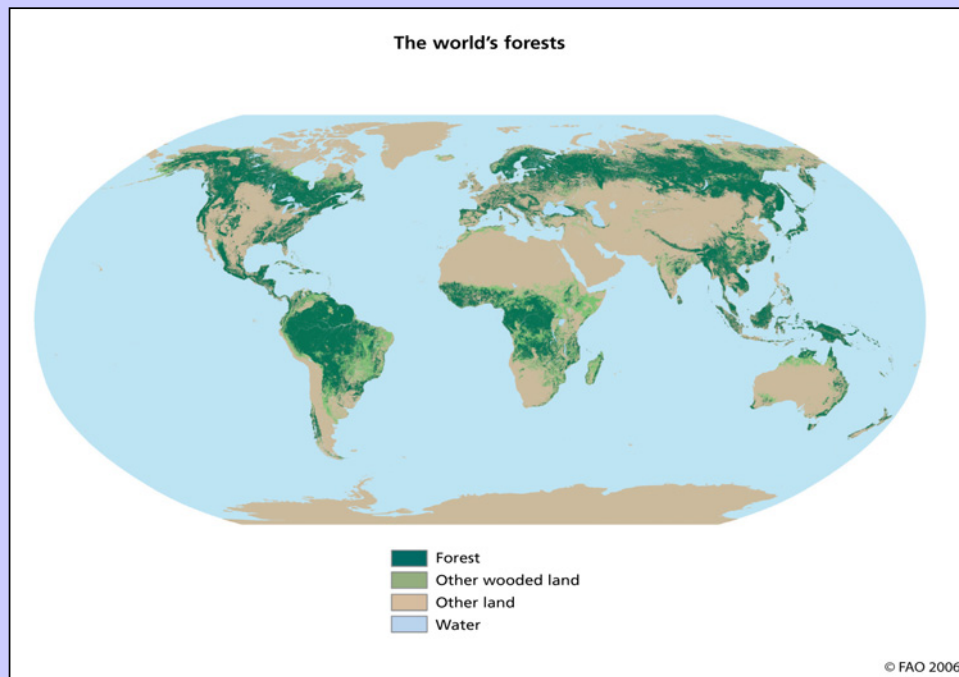 The world's forests
Forest
Other wooded land
Other land
Water
© FAO 2006